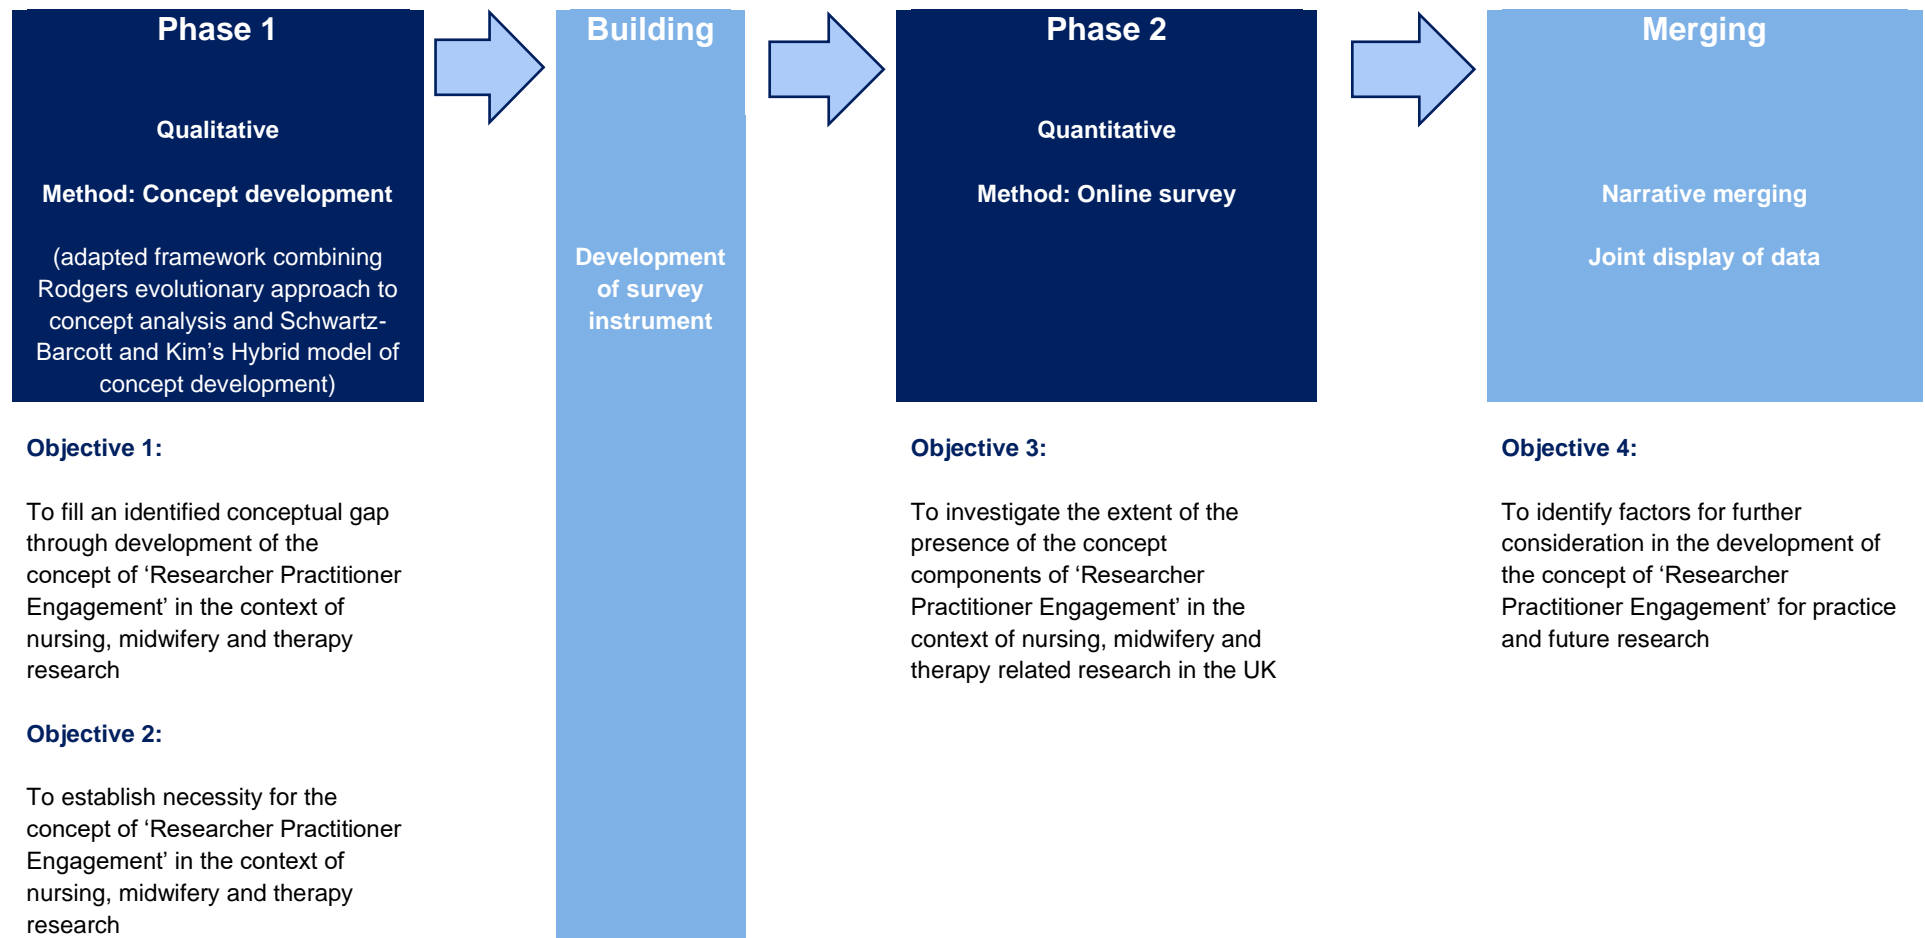 Phase 1
Qualitative
Method: Concept development
(adapted framework combining
Rodgers evolutionary approach to
concept analysis and Schwartz-
Barcott and Kim’s Hybrid model of
concept development)
Objective 1:
To fill an identified conceptual gap
through development of the
concept of ‘Researcher Practitioner
Engagement’ in the context of
nursing, midwifery and therapy
research
Objective 2:
To establish necessity for the
concept of ‘Researcher Practitioner
Engagement’ in the context of
nursing, midwifery and therapy
research
Building
Development
of survey
instrument
Phase 2
Quantitative
Method: Online survey
Objective 3:
To investigate the extent of the
presence of the concept
components of ‘Researcher
Practitioner Engagement’ in the
context of nursing, midwifery and
therapy related research in the UK
Merging
Narrative merging
Joint display of data
Objective 4:
To identify factors for further
consideration in the development of
the concept of ‘Researcher
Practitioner Engagement’ for practice
and future research